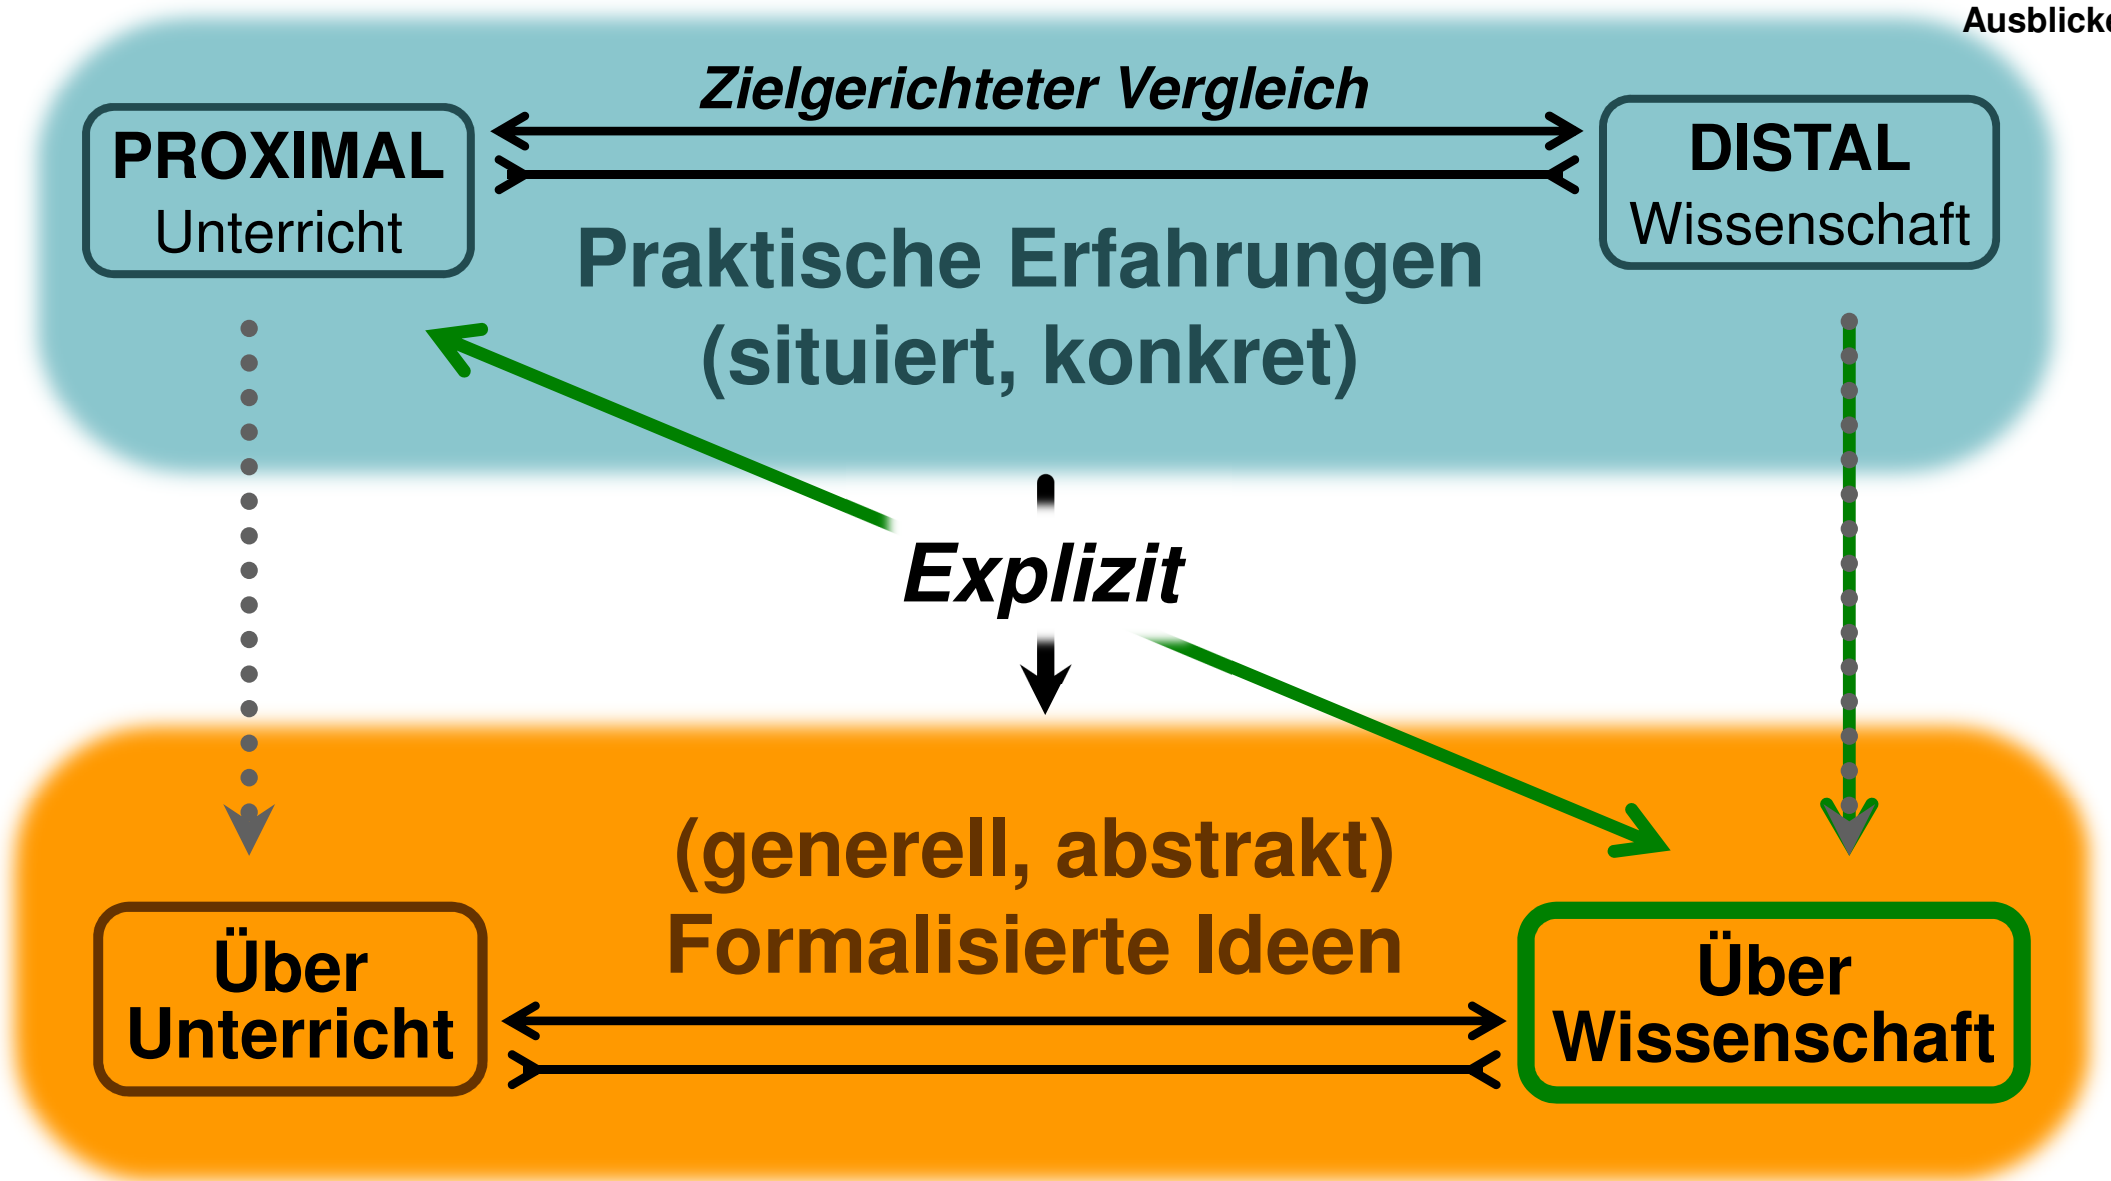 Ausblicke
Zielgerichteter Vergleich
PROXIMAL
Unterricht
DISTAL
Wissenschaft
Praktische Erfahrungen
(situiert, konkret)
Explizit
(generell, abstrakt)
Formalisierte Ideen
Über
Unterricht
Über
Wissenschaft